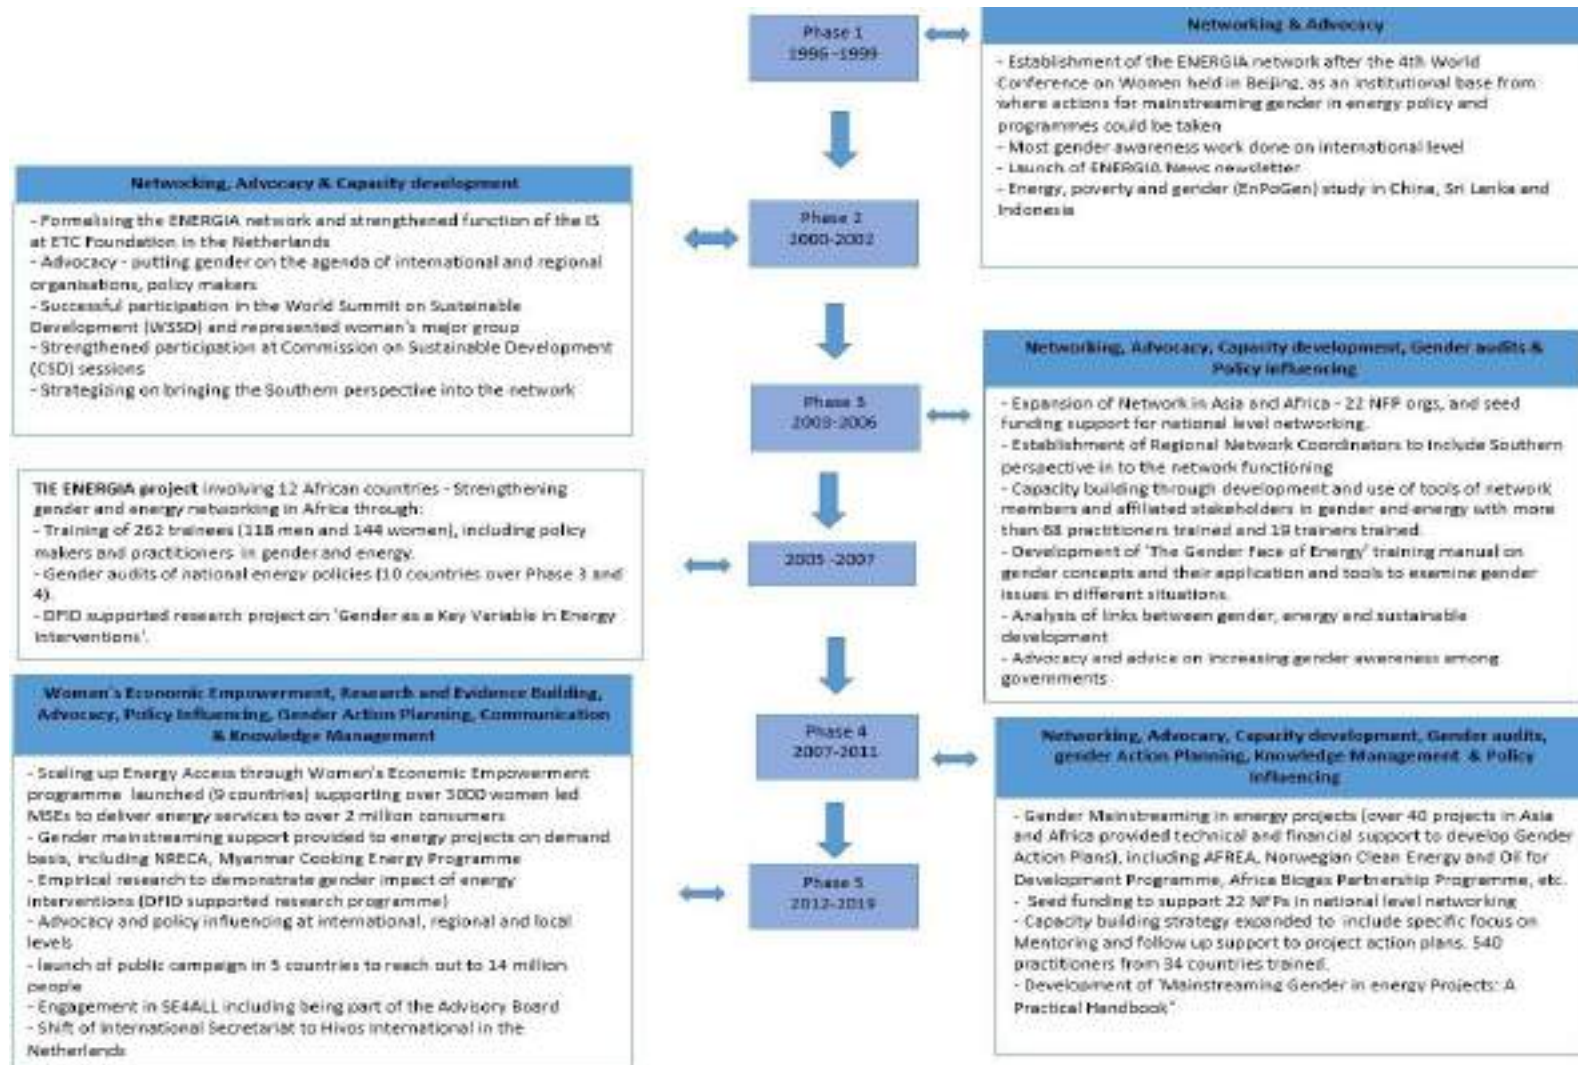 Phase 1
1996 -1999
Networking & Advocacy
- Establishment of the ENERGIA network after the 4th World
Conference on Women held in Beijing, as an institutional base from
where actions for mainstreaming gender in energy policy and
programmes could be taken
- Most gender awareness work done on international level
- Launch of ENERGIA News newsletter
- Energy, poverty and gender (EnPoGen) study in China, Sri Lanka and
Indonesia
Networking, Advocacy & Capacity development
- Formalising the ENERGIA network and strengthened function of the IS
at ETC Foundation in the Netherlands
- Advocacy - putting gender on the agenda of international and regional
organisations, policy makers
- Successful participation in the World Summit on Sustainable
Development (WSSD) and represented women's major group
- Strengthened participation at Commission on Sustainable Development
(CSD) sessions
- Strategizing on bringing the Southern perspective into the network
Phase 2
2000-2002
Phase 3
2003-2006
Networking, Advocacy, Capacity development, Gender audits &
Policy Influencing
- Expansion of Network in Asia and Africa - 22 NFP orgs, and seed
funding support for national level networking.
- Establishment of Regional Network Coordinators to include Southern
perspective in to the network functioning
- Capacity building through development and use of tools of network
members and affiliated stakeholders in gender and energy with more
than 68 practitioners trained and 19 trainers trained.
- Development of 'The Gender Face of Energy' training manual on
gender concepts and their application and tools to examine gender
issues in different situations.
- Analysis of links between gender, energy and sustainable
development
- Advocacy and advice on increasing gender awareness among
governments
TIE ENERGIA project involving 12 African countries - Strengthening
gender and energy networking in Africa through:
- Training of 262 trainees (118 men and 144 women), including policy
makers and practitioners in gender and energy.
- Gender audits of national energy policies (10 countries over Phase 3 and
4).
- DFID supported research project on 'Gender as a Key Variable in Energy
Interventions'.
2005 -2007
Phase 4
2007-2011
Networking, Advocacy, Capacity development, Gender audits,
gender Action Planning, Knowledge Management & Policy
Influencing
- Gender Mainstreaming in energy projects (over 40 projects in Asia
and Africa provided technical and financial support to develop Gender
Action Plans), including AFREA, Norwegian Clean Energy and Oil for
Development Programme, Africa Biogas Partnership Programme, etc.
- Seed funding to support 22 NFPs in national level networking
- Capacity building strategy expanded to include specific focus on
Mentoring and follow up support to project action plans. 540
practitioners from 34 countries trained.
- Development of 'Mainstreaming Gender in energy Projects: A
Practical Handbook"
Women's Economic Empowerment, Research and Evidence Building,
Advocacy, Policy Influencing, Gender Action Planning, Communication
& Knowledge Management
- Scaling up Energy Access through Women's Economic Empowerment
programme launched (9 countries) supporting over 3000 women led
MSEs to deliver energy services to over 2 million consumers
- Gender mainstreaming support provided to energy projects on demand
basis, including NRECA, Myanmar Cooking Energy Programme
- Empirical research to demonstrate gender impact of energy
interventions (DFID supported research programme)
- Advocacy and policy influencing at international, regional and local
levels
- launch of public campaign in 5 countries to reach out to 14 million
people
- Engagement in SE4ALL including being part of the Advisory Board
- Shift of International Secretariat to Hivos International in the
Netherlands
Phase 5
2012-2019